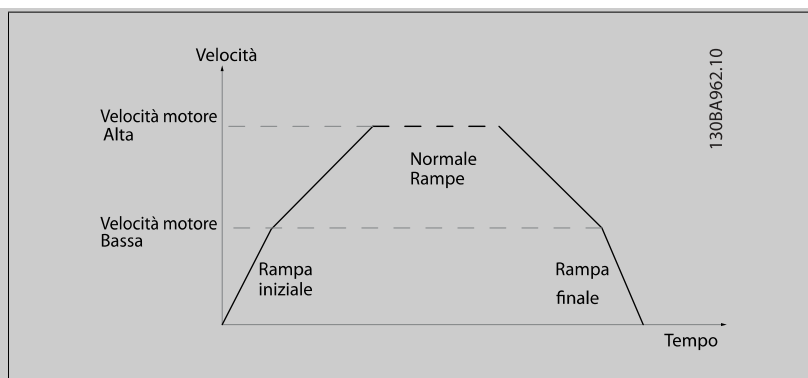 Velocità
130BA962.10
Velocità motore
Alta
Normale
Rampe
Velocità motore
Bassa
Rampa
iniziale
Rampa
finale
Tempo